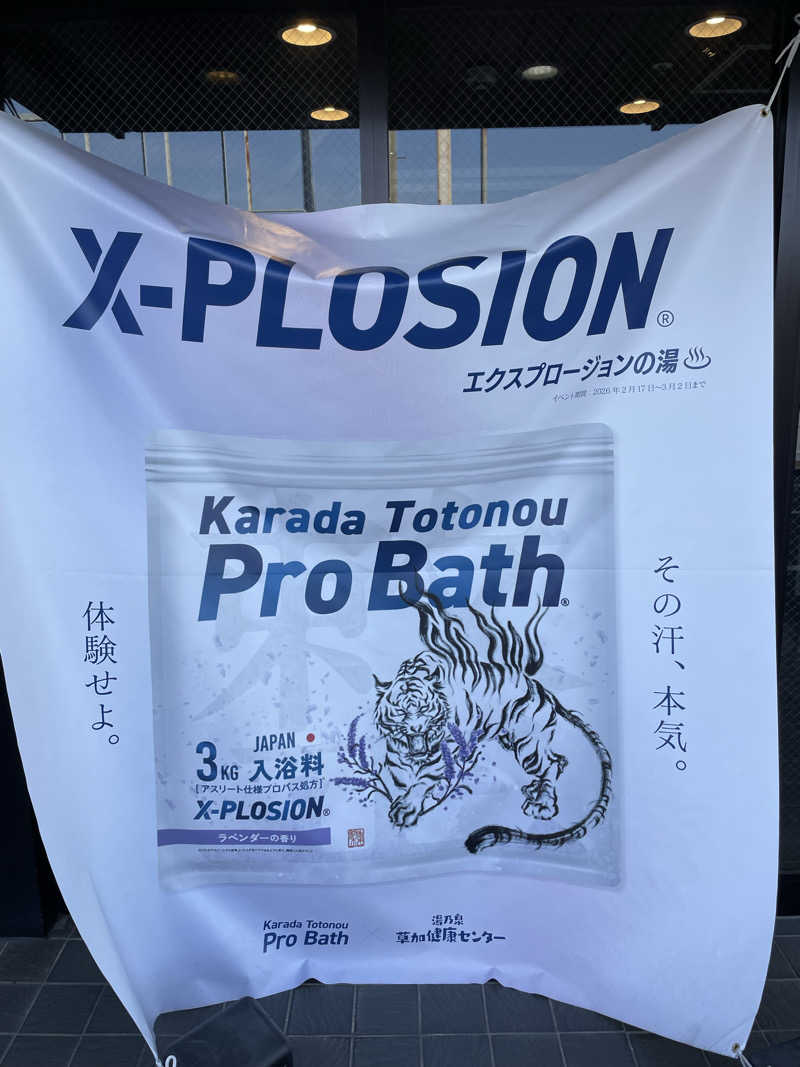 X-PLOSION®
エクスプロージョンの湯
イベント期間：2026年2月17日〜3月2日まで
その汗、本気。
体験せよ。
Karada Totonou
Pro Bath®
JAPAN
3KG 入浴料
[アスリート仕様プロバス処方]
X-PLOSION®
ラベンダーの香り
Karada Totonou
Pro Bath
湯乃泉
草加健康センター